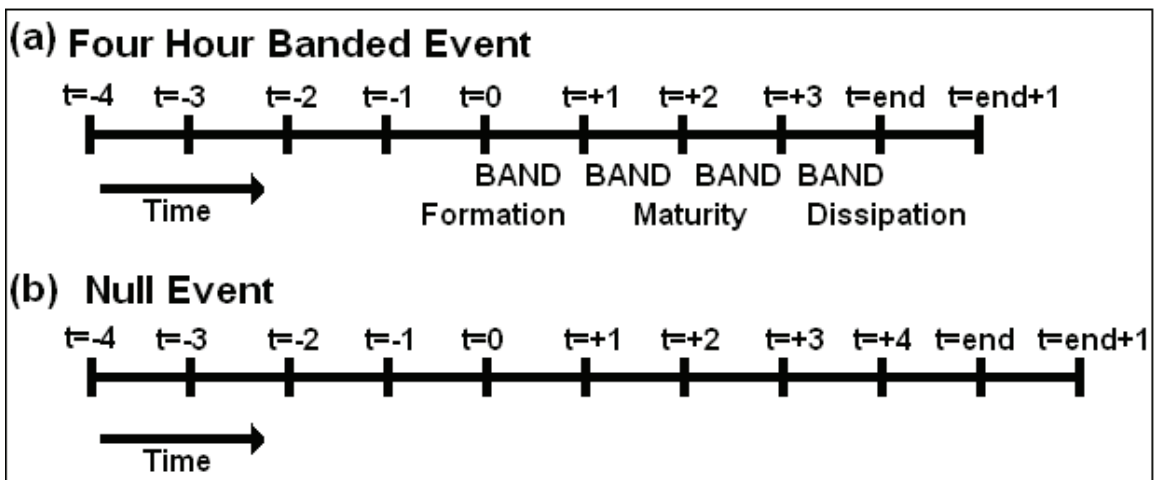 (a) Four Hour Banded Event
t=-4 t=-3 t=-2 t=-1 t=0 t=+1 t=+2 t=+3 t=end t=end+1
BAND BAND BAND BAND
Time Formation Maturity Dissipation
(b) Null Event
t=-4 t=-3 t=-2 t=-1 t=0 t=+1 t=+2 t=+3 t=+4 t=end t=end+1
Time